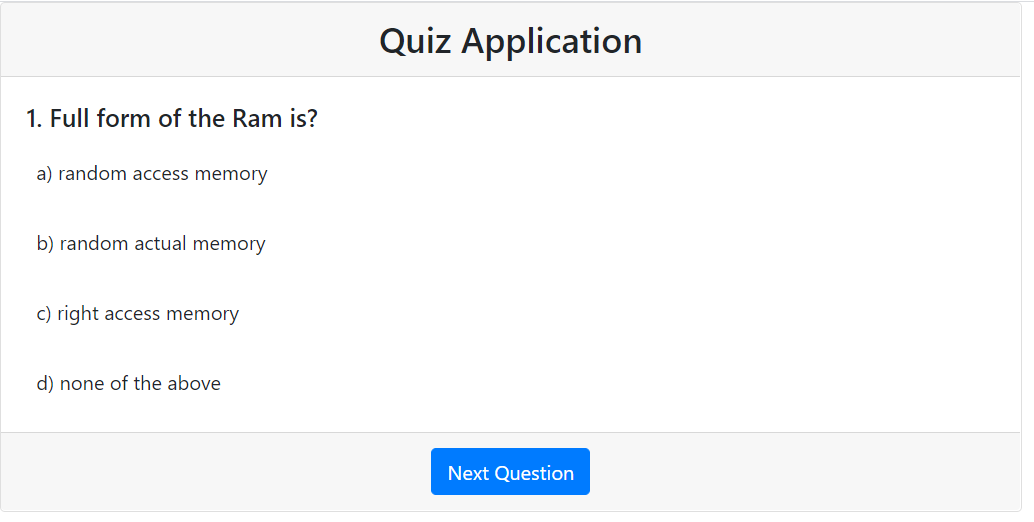 Quiz Application
1. Full form of the Ram is?
a) random access memory
b) random actual memory
c) right access memory
d) none of the above
Next Question